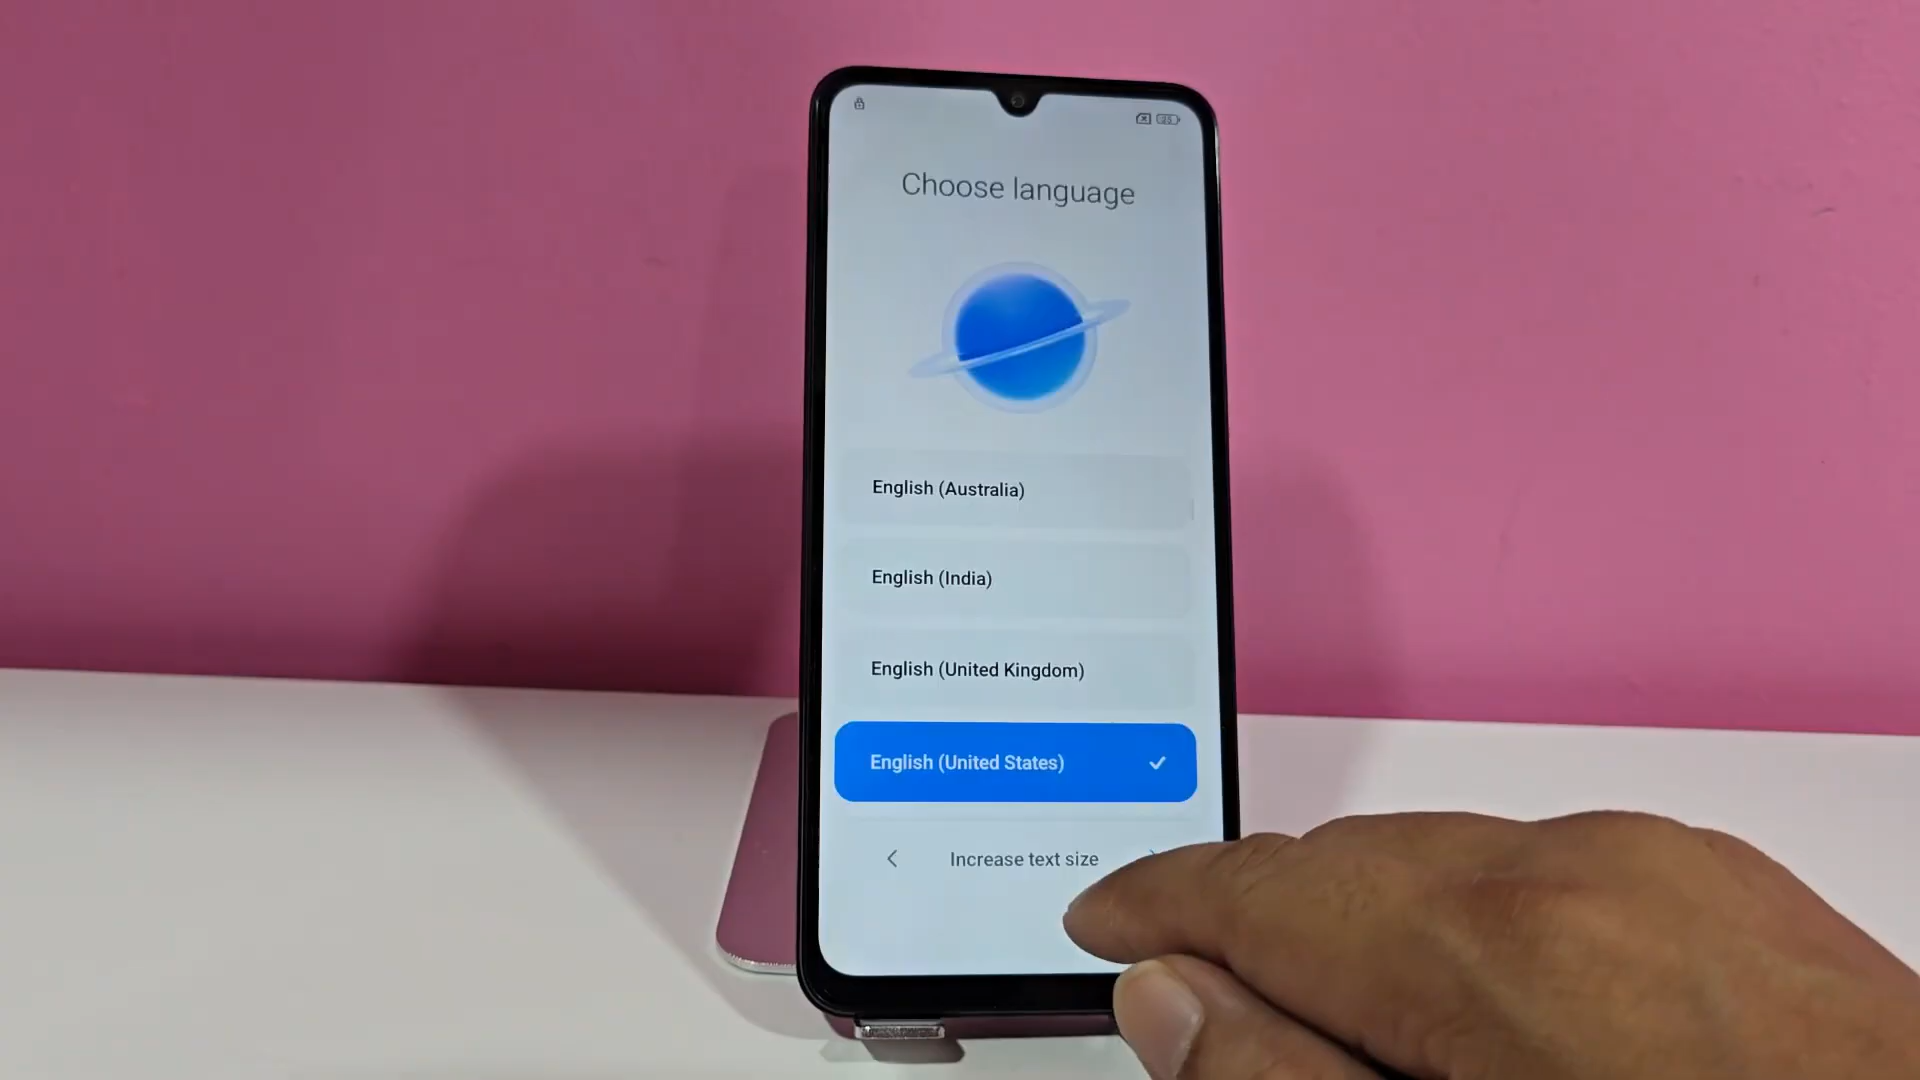 Choose language
English (Australia)
English (India)
English (United Kingdom)
English (United States)
Increase text size